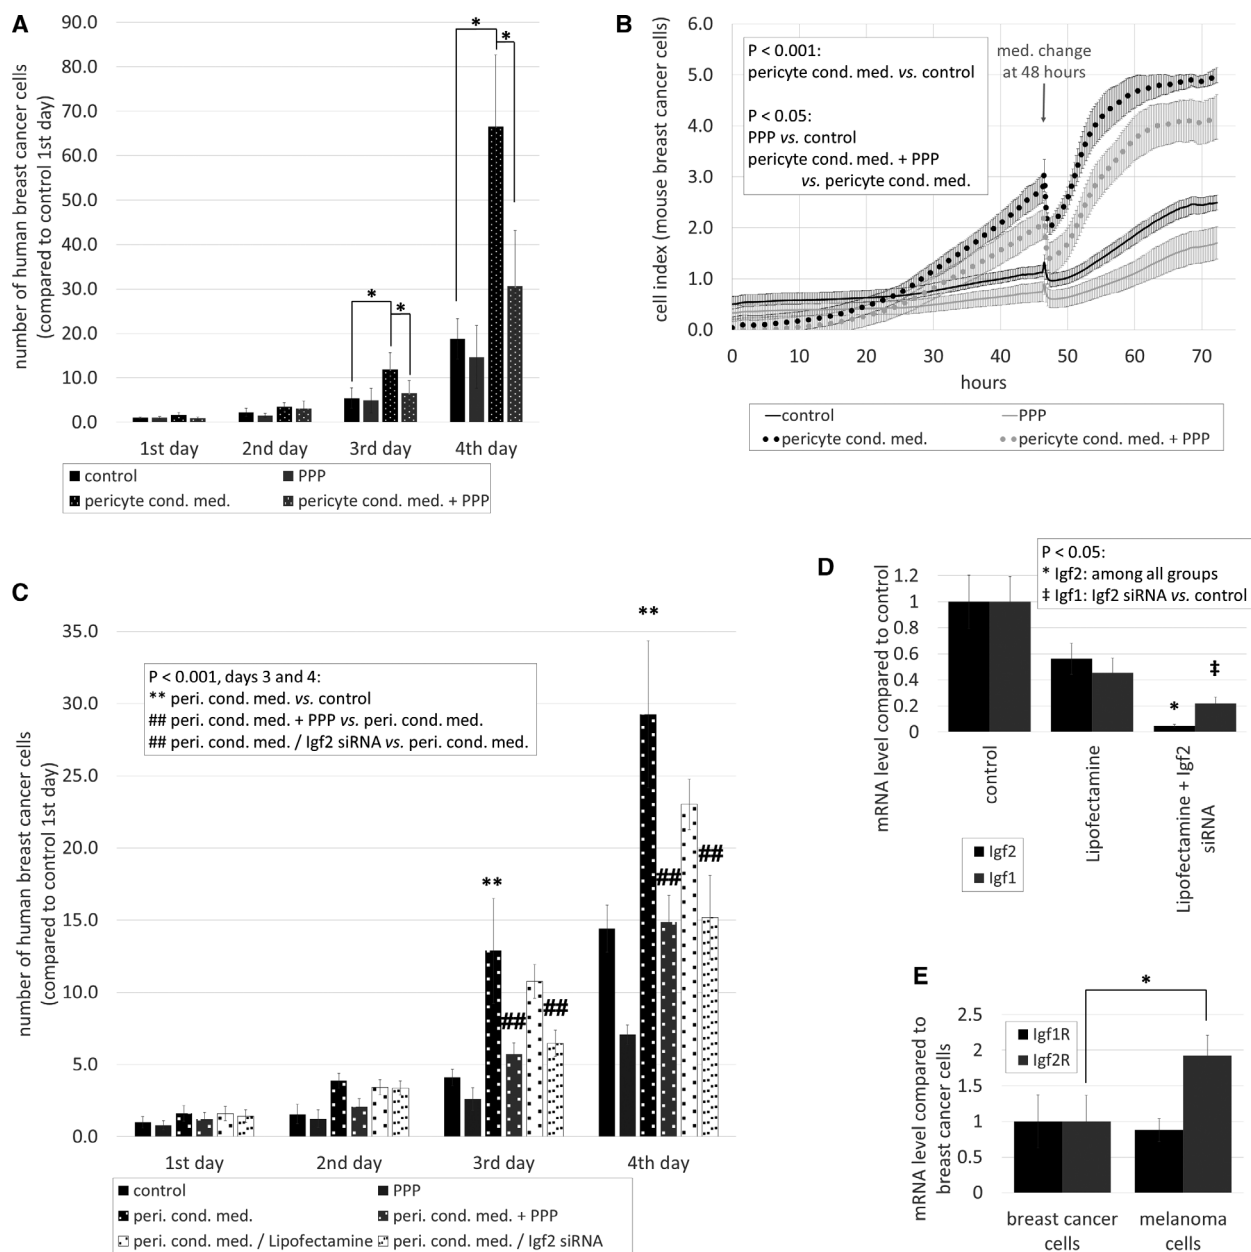 A
number of human breast cancer cells
(compared to control 1st day)
90.0
80.0
70.0
60.0
50.0
40.0
30.0
20.0
10.0
0.0
* *
* *
1st day 2nd day 3rd day 4th day
control PPP
pericyte cond. med. pericyte cond. med. + PPP
B
cell index (mouse breast cancer cells)
6.0
5.0
4.0
3.0
2.0
1.0
0.0
P < 0.001:
pericyte cond. med. vs. control
P < 0.05:
PPP vs. control
pericyte cond. med. + PPP
vs. pericyte cond. med.
med. change
at 48 hours
0 10 20 30 40 50 60 70
hours
control PPP
pericyte cond. med. pericyte cond. med. + PPP
C
number of human breast cancer cells
(compared to control 1st day)
35.0
30.0
25.0
20.0
15.0
10.0
5.0
0.0
P < 0.001, days 3 and 4:
** peri. cond. med. vs. control
## peri. cond. med. + PPP vs. peri. cond. med.
## peri. cond. med. / Igf2 siRNA vs. peri. cond. med.
**
## ##
**
## ##
1st day 2nd day 3rd day 4th day
control PPP
peri. cond. med. peri. cond. med. + PPP
peri. cond. med. / Lipofectamine peri. cond. med. / Igf2 siRNA
D
mRNA level compared to control
1.2
1
0.8
0.6
0.4
0.2
0
P < 0.05:
* Igf2: among all groups
‡ Igf1: Igf2 siRNA vs. control
* ‡
control
Lipofectamine
Lipofectamine + Igf2
siRNA
Igf2
Igf1
E
mRNA level compared to
breast cancer cells
2.5
2
1.5
1
0.5
0
Igf1R
Igf2R
*
breast cancer
cells
melanoma
cells